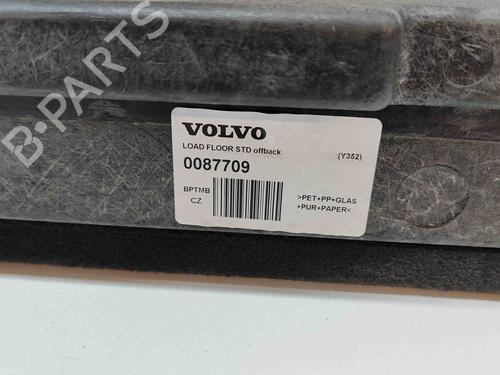 B-PARTS
VOLVO
LOAD FLOOR STD offback
(Y352)
0087709
BPTMB
CZ
>PET+PP+GLAS
+PUR+PAPER<